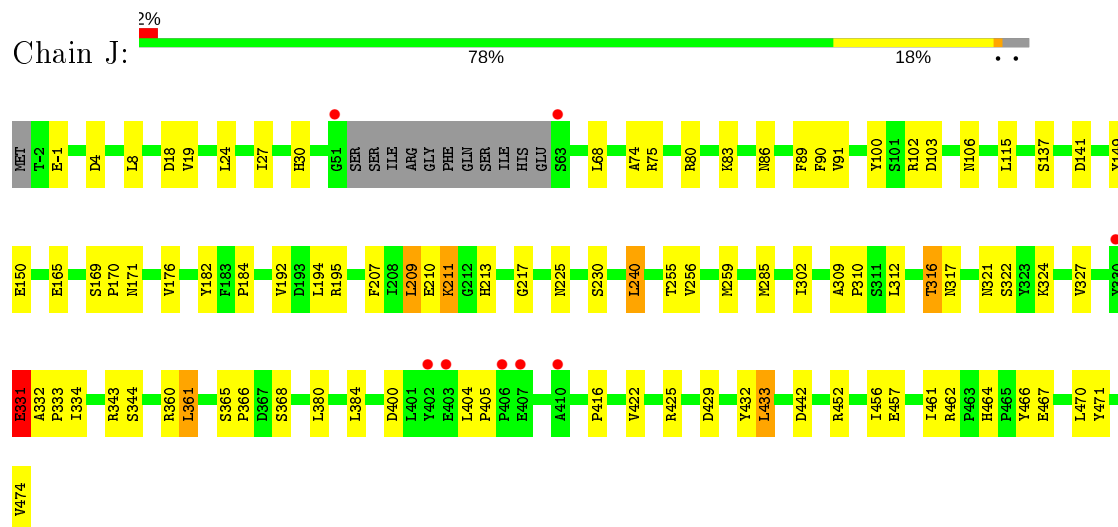 2%
Chain J:
78% 18% • •
MET T-2 E-1 D4 L8 D18 V19 L24 I27 H30 G51 SER SER ILE ARG GLY PHE GLN SER ILE HIS GLU S63 L68 A74 R75 R80 K83 N86 F89 F90 V91 Y100 S101 R102 D103 N106 L115 S137 D141 Y149
E150 E165 S169 P170 N171 V176 Y182 F183 P184 V192 D193 L194 R195 F207 I208 L209 E210 K211 G212 H213 G217 N225 S230 L240 T255 V256 M259 M285 I302 A309 P310 S311 L312 T316 N317 N321 S322 Y323 K324 V327 Y330
E331 A332 P333 I334 R343 S344 R360 L361 S365 P366 D367 S368 L380 L384 D400 L401 Y402 E403 L404 P405 P406 E407 A410 P416 V422 R425 D429 Y432 L433 D442 R452 I456 E457 I461 R462 P463 H464 P465 Y466 E467 L470 Y471
V474